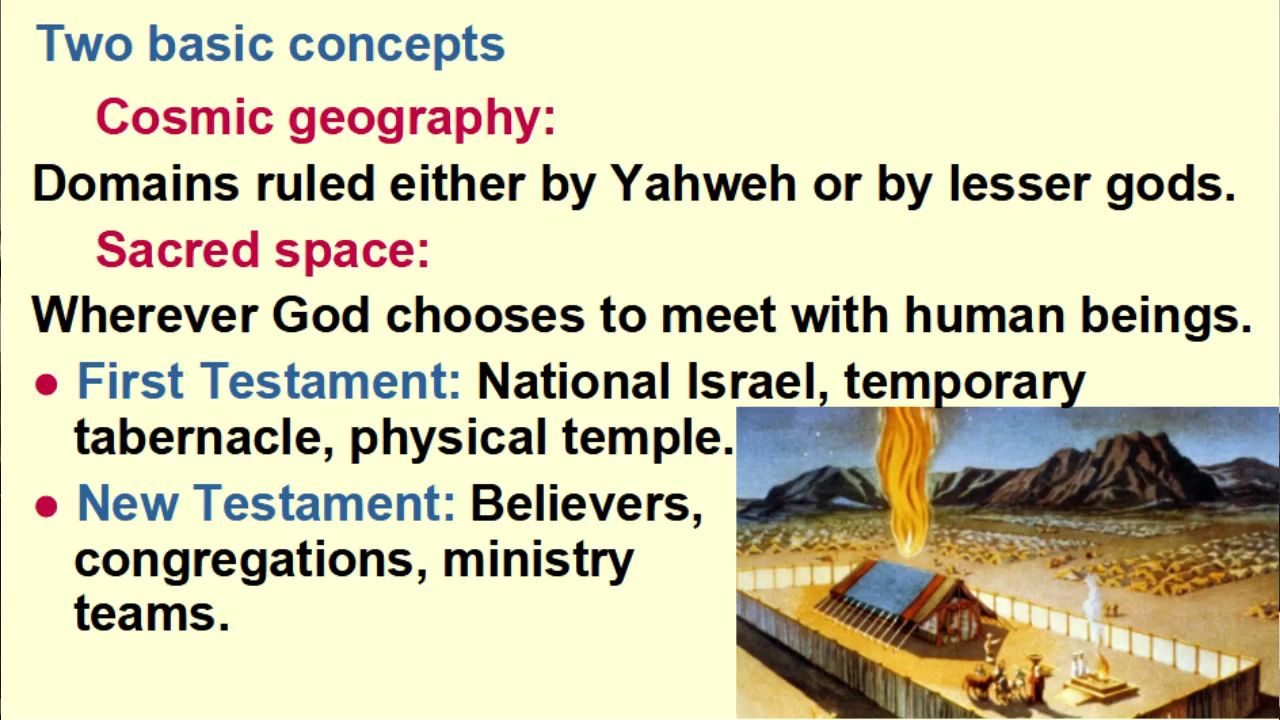 Two basic concepts
Cosmic geography:
Domains ruled either by Yahweh or by lesser gods.
Sacred space:
Wherever God chooses to meet with human beings.
● First Testament: National Israel, temporary
tabernacle, physical temple.
● New Testament: Believers,
congregations, ministry
teams.